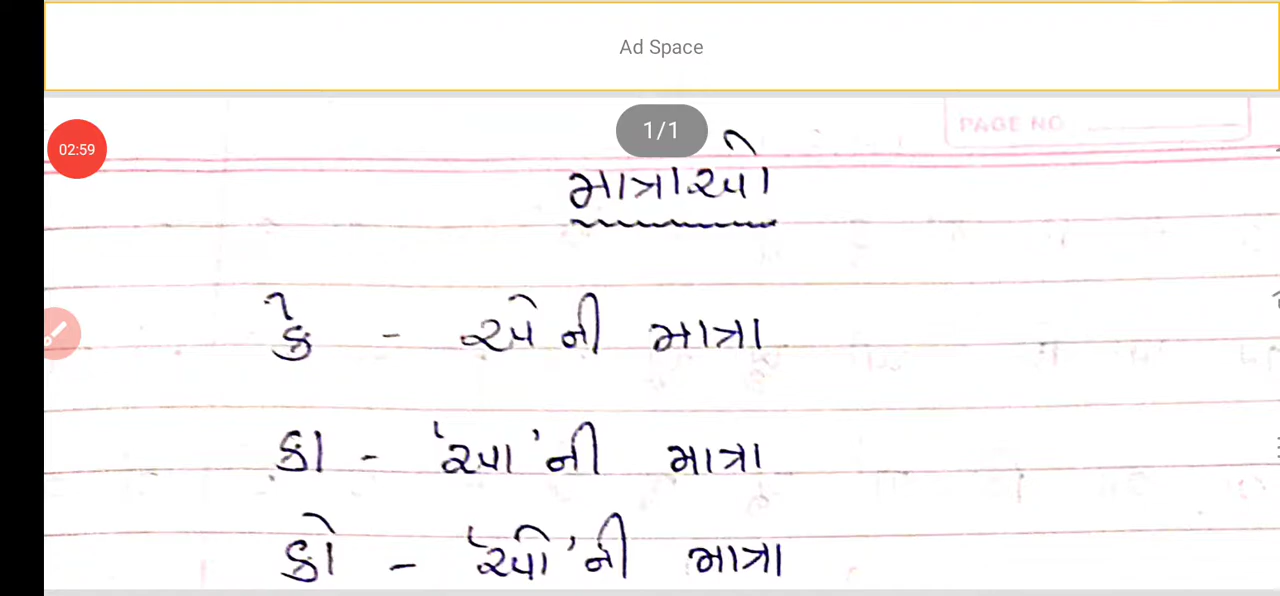 Ad Space
1/1
PAGE NO
02:59
માત્રાઓ
કે - એ ની માત્રા
કા - 'આ'ની માત્રા
કો - 'ઓ'ની માત્રા